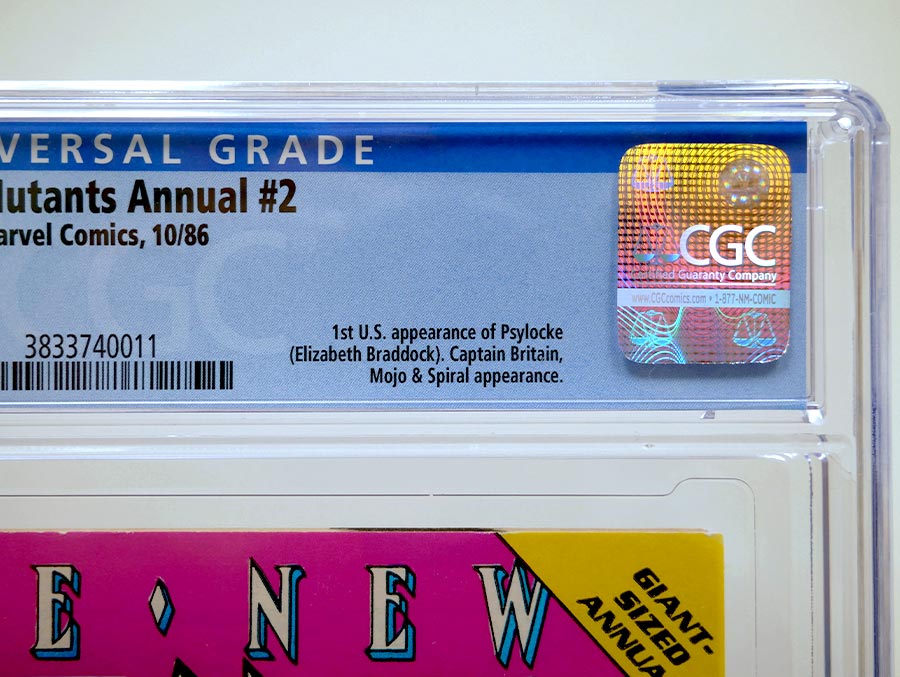 VERSAL GRADE
Mutants Annual #2
arvel Comics, 10/86
3833740011
1st U.S. appearance of Psylocke
(Elizabeth Braddock). Captain Britain,
Mojo & Spiral appearance.
CGC
Certified Guaranty Company
www.CGCcomics.com • 1-877-NM-COMIC
E ♦ NEW
GIANT-
SIZED
ANNUA